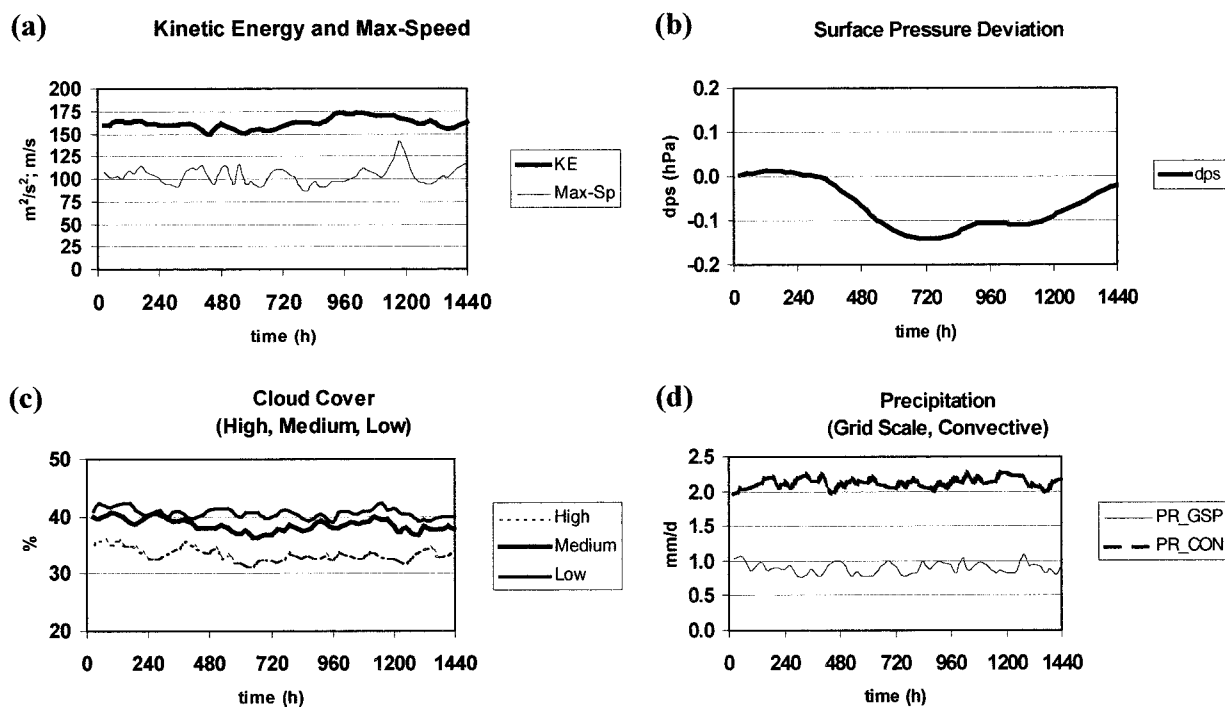 (a) Kinetic Energy and Max-Speed
200
175
150
125
100
75
50
25
0
m²/s²; m/s
0 240 480 720 960 1200 1440
time (h)
KE
Max-Sp
(b) Surface Pressure Deviation
0.2
0.1
0.0
-0.1
-0.2
dps (hPa)
0 240 480 720 960 1200 1440
time (h)
dps
(c) Cloud Cover
(High, Medium, Low)
50
40
30
20
%
0 240 480 720 960 1200 1440
time (h)
High
Medium
Low
(d) Precipitation
(Grid Scale, Convective)
2.5
2.0
1.5
1.0
0.5
0.0
mm/d
0 240 480 720 960 1200 1440
time (h)
PR_GSP
PR_CON